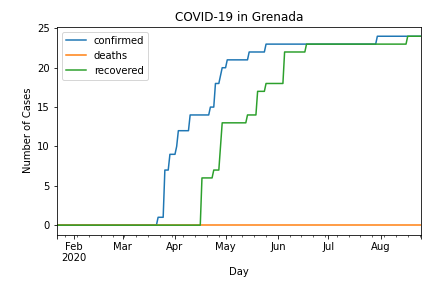 COVID-19 in Grenada
confirmed
deaths
recovered
Number of Cases
25
20
15
10
5
0
Feb Mar Apr May Jun Jul Aug
2020
Day